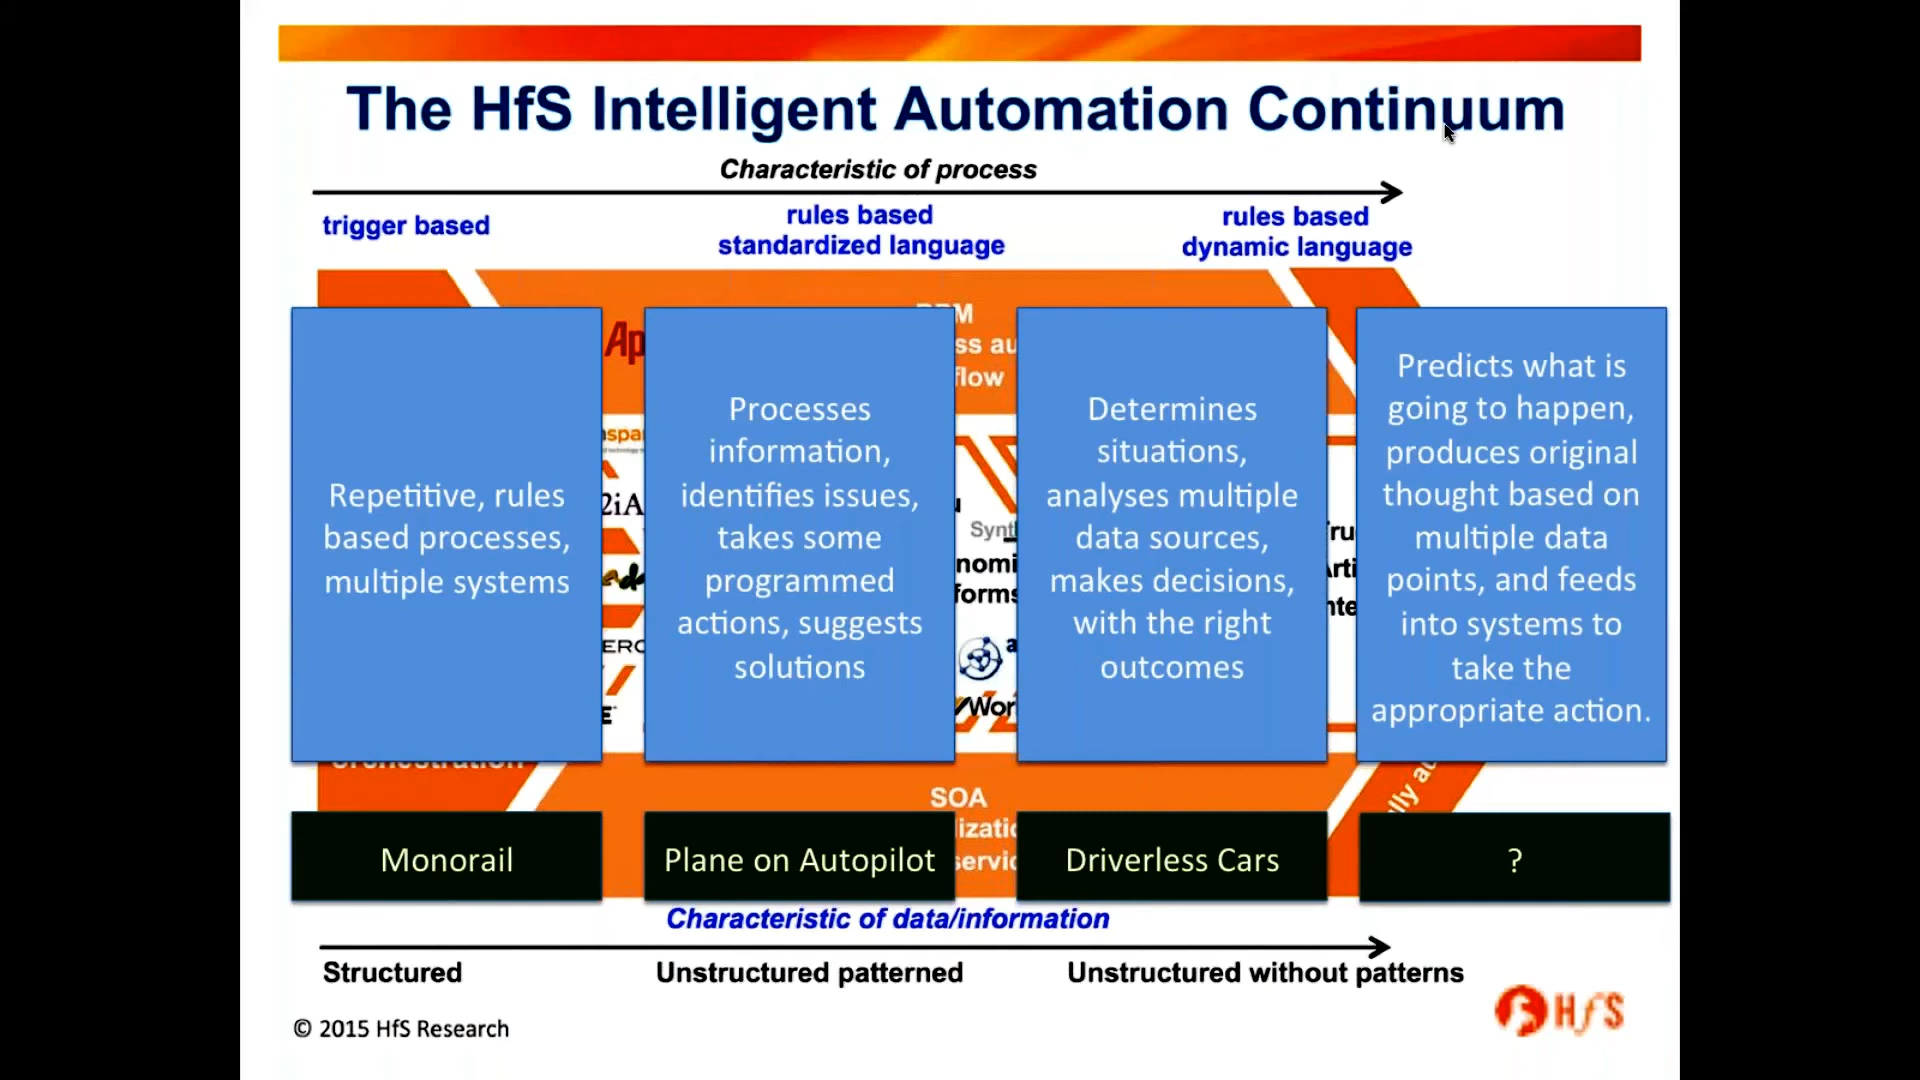 The HfS Intelligent Automation Continuum
Characteristic of process
trigger based
rules based
standardized language
rules based
dynamic language
Repetitive, rules
based processes,
multiple systems
Processes
information,
identifies issues,
takes some
programmed
actions, suggests
solutions
Determines
situations,
analyses multiple
data sources,
makes decisions,
with the right
outcomes
Predicts what is
going to happen,
produces original
thought based on
multiple data
points, and feeds
into systems to
take the
appropriate action.
SOA
Monorail
Plane on Autopilot
Driverless Cars
?
Characteristic of data/information
Structured
Unstructured patterned
Unstructured without patterns
© 2015 HfS Research
HfS